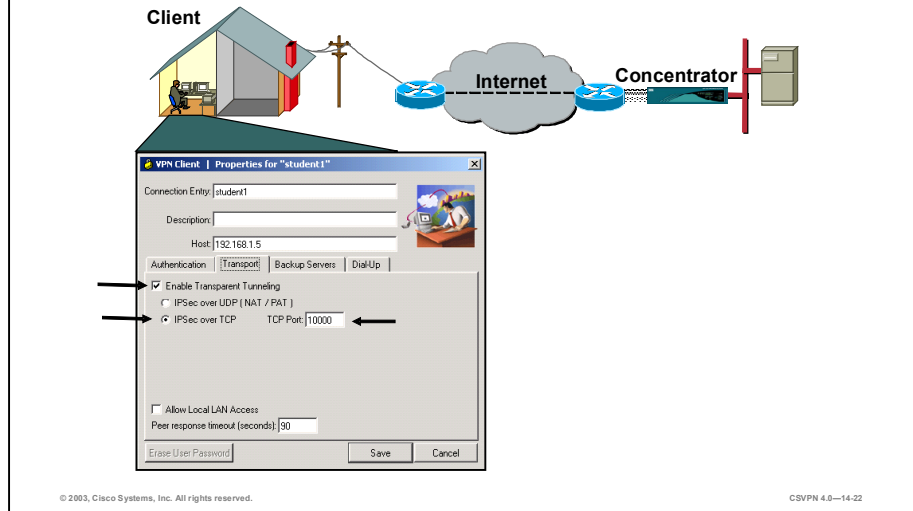 Client
Internet
Concentrator
VPN Client | Properties for "student1"
Connection Entry: student1
Description:
Host: 192.168.1.5
Authentication Transport Backup Servers Dial-Up
Enable Transparent Tunneling
IPSec over UDP ( NAT / PAT )
IPSec over TCP TCP Port: 10000
Allow Local LAN Access
Peer response timeout (seconds): 90
Erase User Password Save Cancel
© 2003, Cisco Systems, Inc. All rights reserved. CSVPN 4.0—14-22